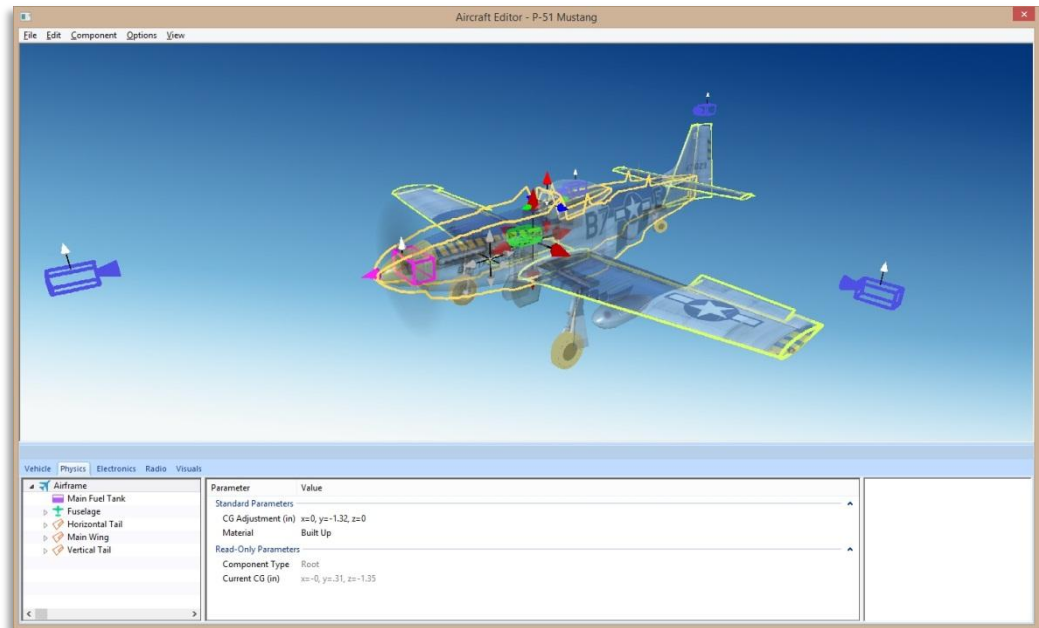 Aircraft Editor - P-51 Mustang
File Edit Component Options View
B7
Vehicle Physics Electronics Radio Visuals
Airframe
Main Fuel Tank
Fuselage
Horizontal Tail
Main Wing
Vertical Tail
Parameter Value
Standard Parameters
CG Adjustment (in) x=0, y=-1.32, z=0
Material Built Up
Read-Only Parameters
Component Type Root
Current CG (in) x=-0, y=.31, z=-1.35